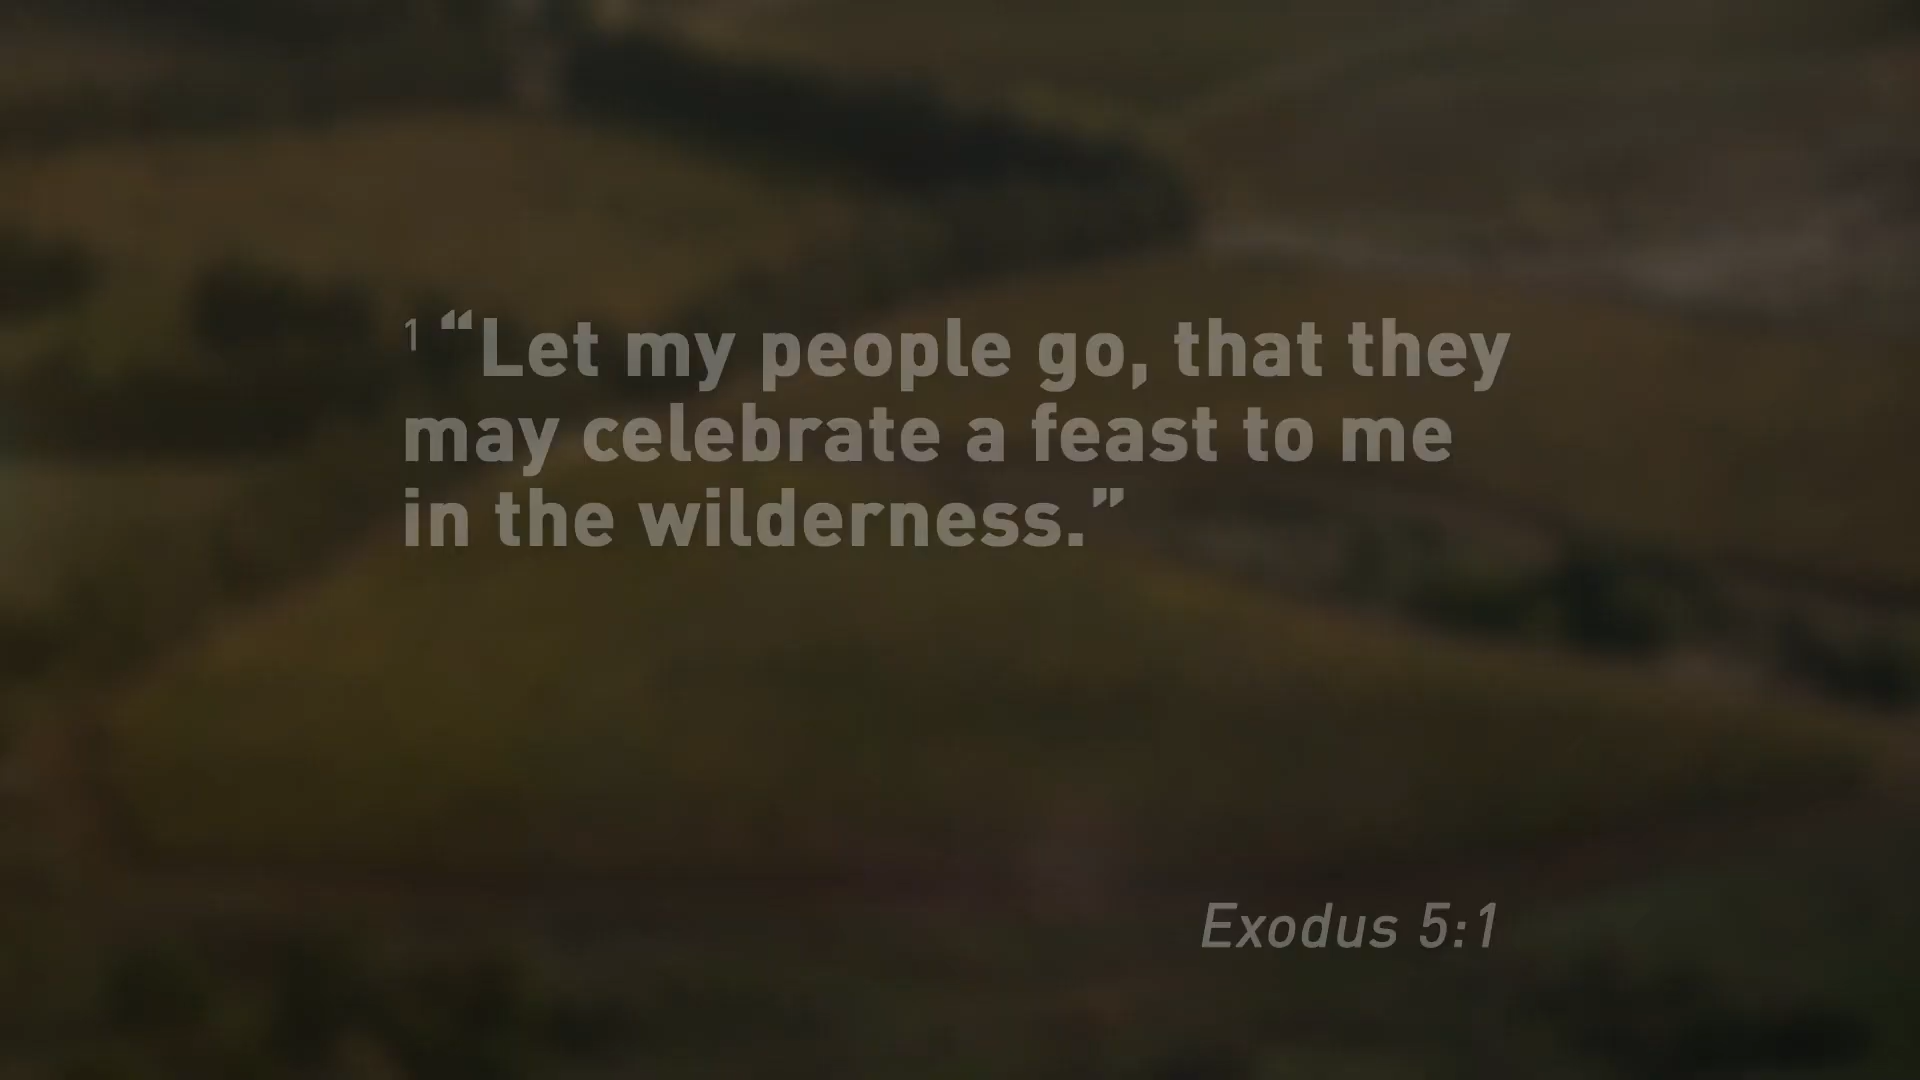 1 “Let my people go, that they
may celebrate a feast to me
in the wilderness.”
Exodus 5:1